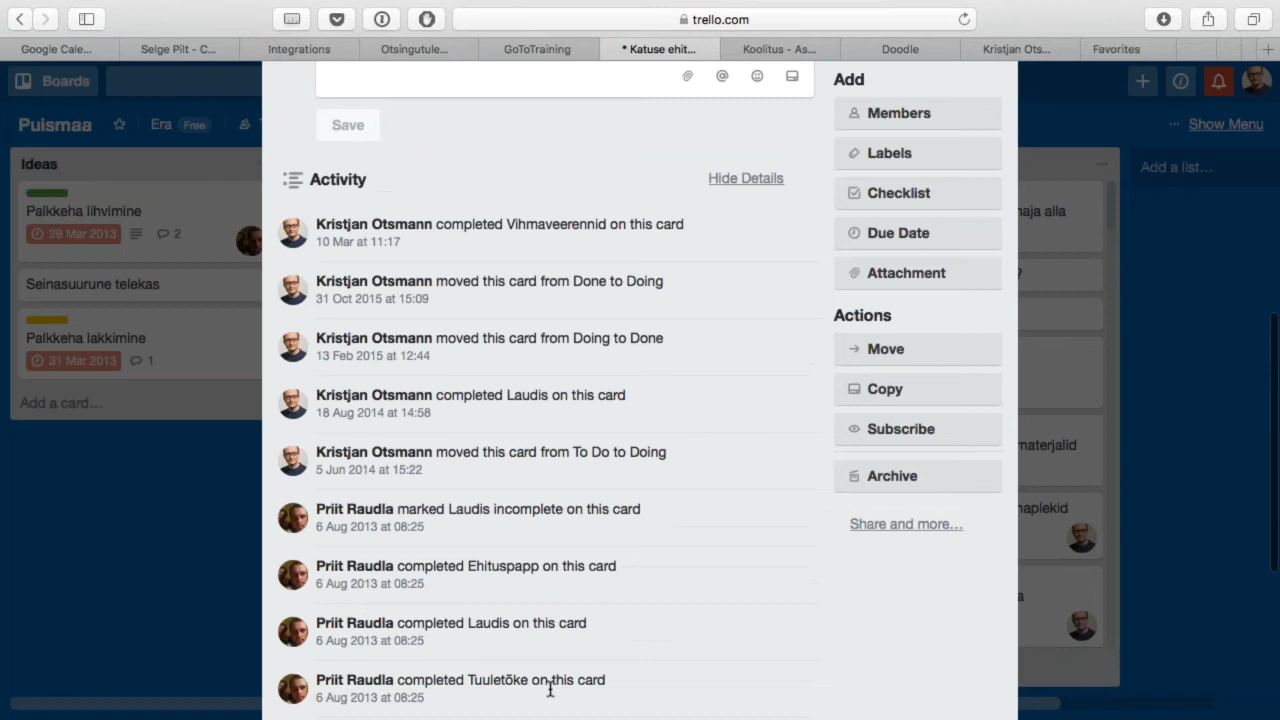 trello.com
Google Cale...
Selge Pilt - C...
Integrations
Otsingutule...
GoToTraining
* Katuse ehit...
Koolitus - As...
Doodle
Kristjan Ots...
Favorites
Boards
Puismaa
Era Free
Show Menu
Ideas
Palkkeha lihvimine
29 Mar 2013 2
Seinasuurune telekas
Palkkeha lakkimine
31 Mar 2013 1
Add a card...
Save
Activity
Hide Details
Kristjan Otsmann completed Vihmaveerennid on this card
10 Mar at 11:17
Kristjan Otsmann moved this card from Done to Doing
31 Oct 2015 at 15:09
Kristjan Otsmann moved this card from Doing to Done
13 Feb 2015 at 12:44
Kristjan Otsmann completed Laudis on this card
18 Aug 2014 at 14:58
Kristjan Otsmann moved this card from To Do to Doing
5 Jun 2014 at 15:22
Priit Raudla marked Laudis incomplete on this card
6 Aug 2013 at 08:25
Priit Raudla completed Ehituspapp on this card
6 Aug 2013 at 08:25
Priit Raudla completed Laudis on this card
6 Aug 2013 at 08:25
Priit Raudla completed Tuuletõke on this card
6 Aug 2013 at 08:25
Add
Members
Labels
Checklist
Due Date
Attachment
Actions
Move
Copy
Subscribe
Archive
Share and more...
naja alla
?
materjalid
naplekid
a
Add a list...